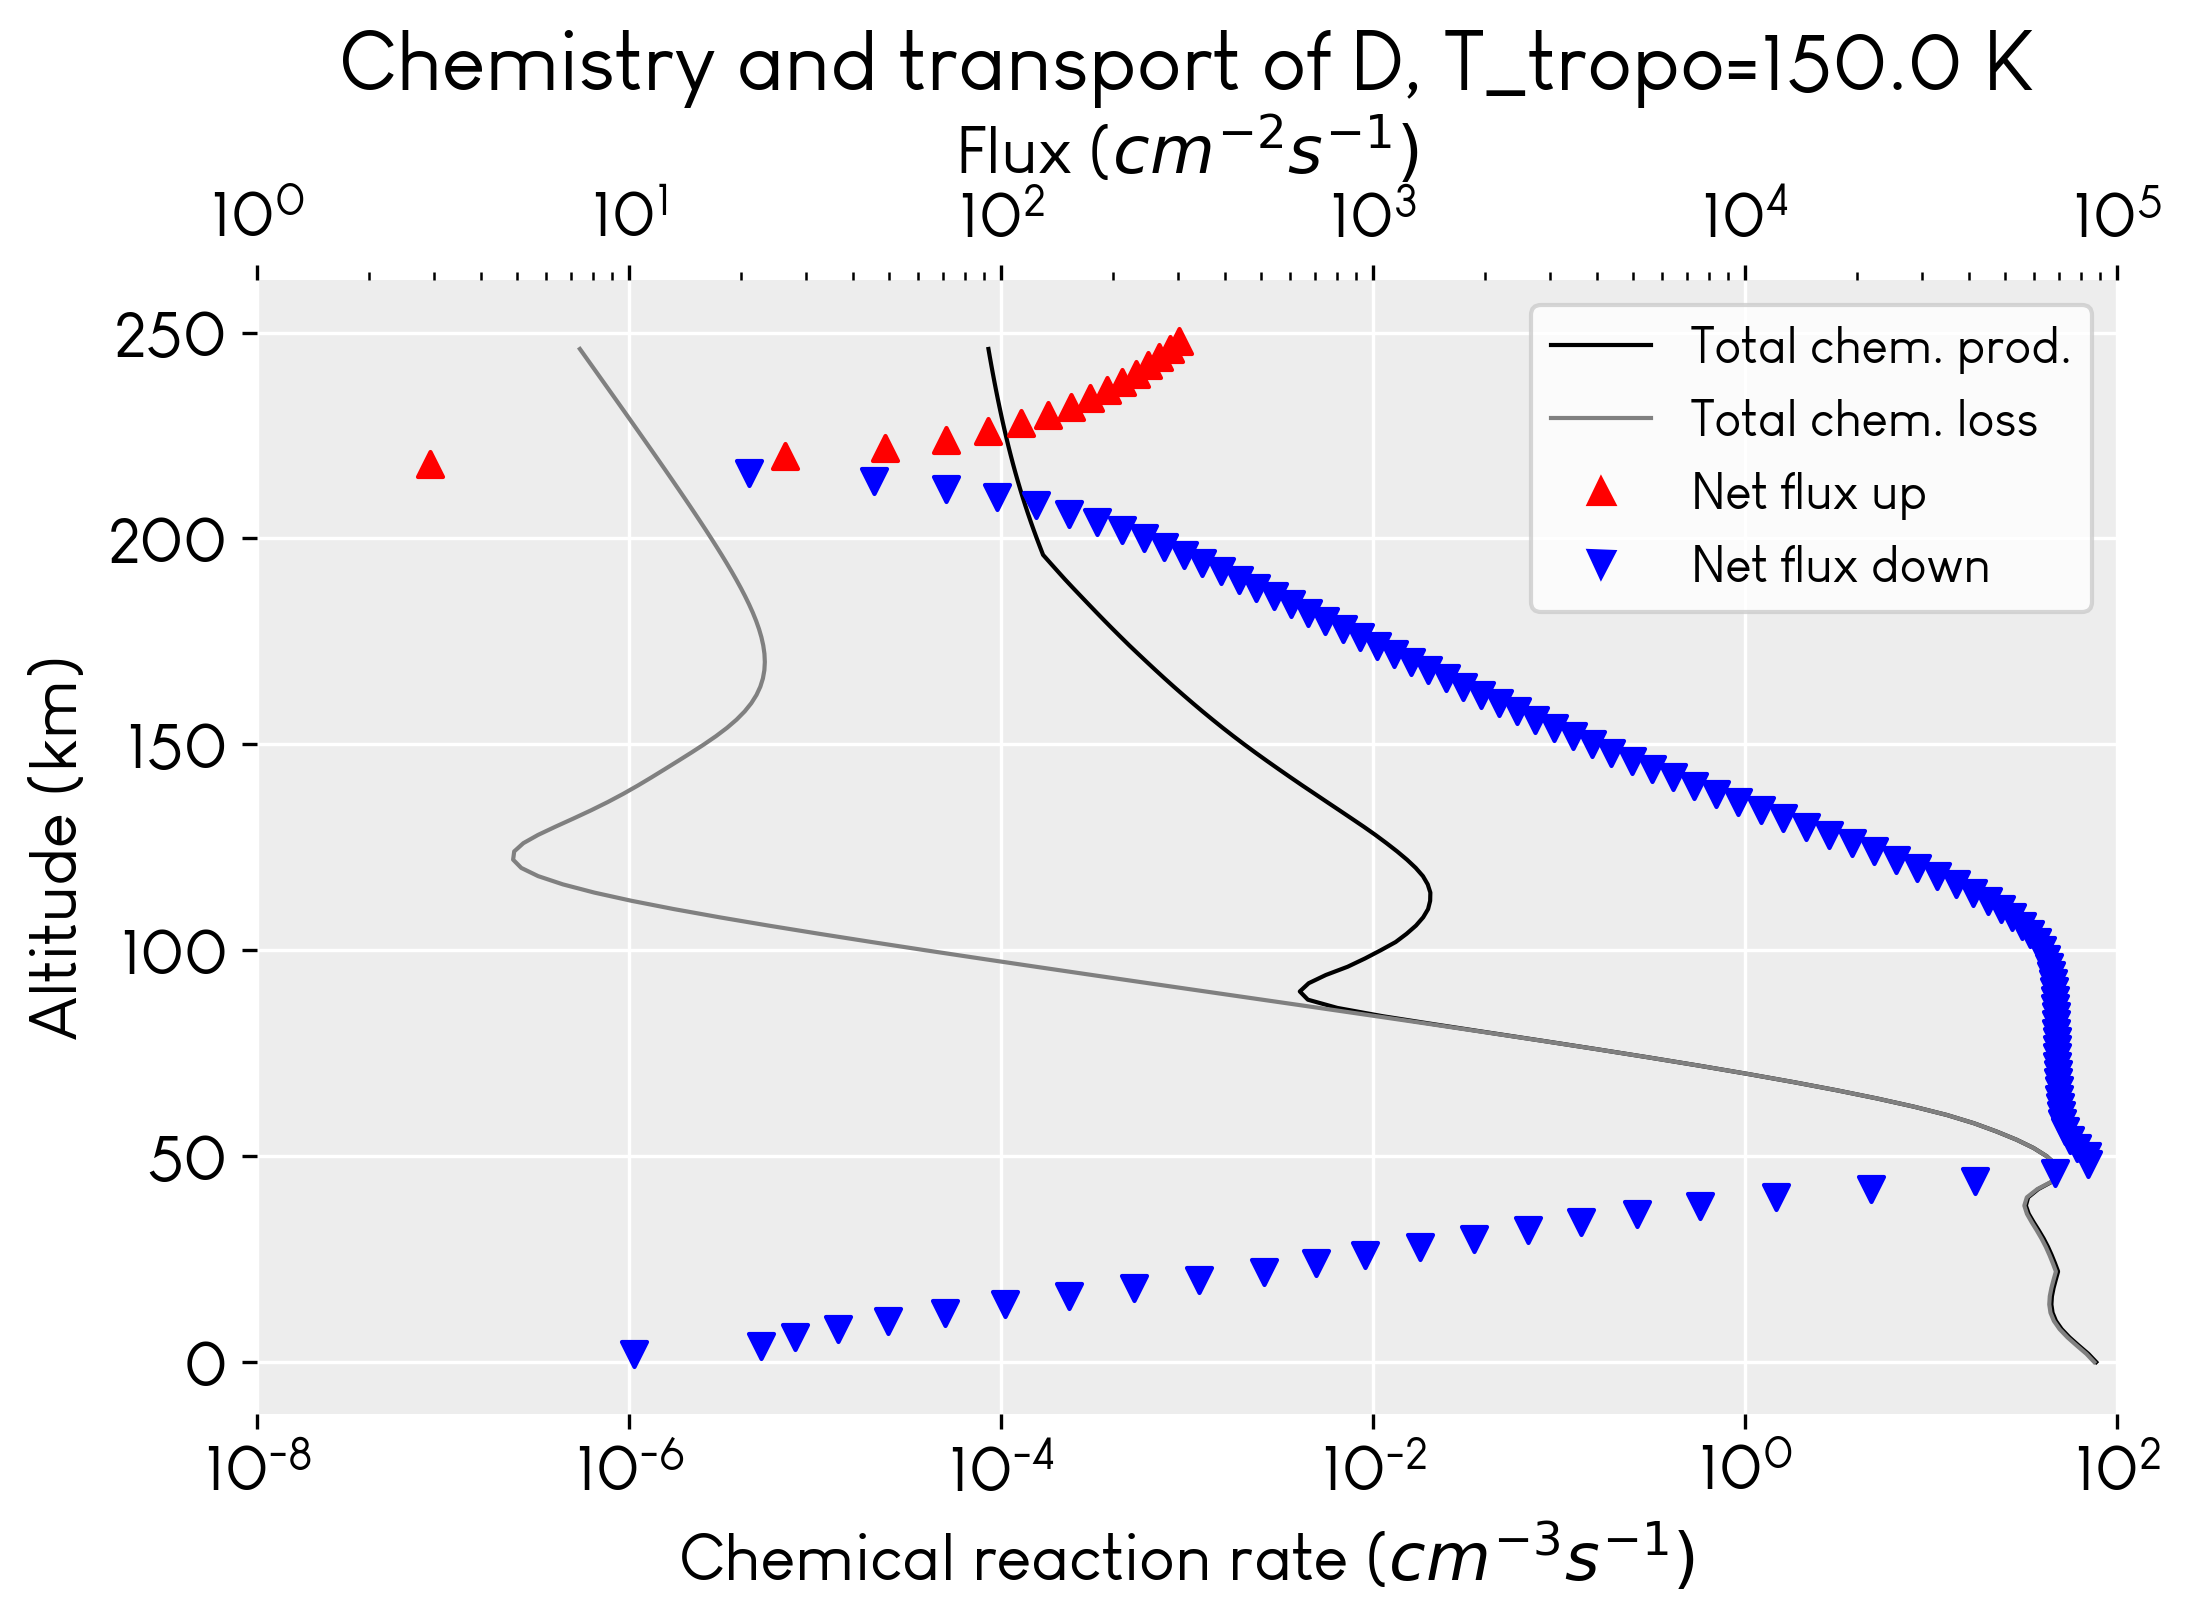 Chemistry and transport of D, T_tropo=150.0 K
Flux (cm⁻²s⁻¹)
10⁰ 10¹ 10² 10³ 10⁴ 10⁵
Total chem. prod.
Total chem. loss
Net flux up
Net flux down
Altitude (km)
250
200
150
100
50
0
10⁻⁸ 10⁻⁶ 10⁻⁴ 10⁻² 10⁰ 10²
Chemical reaction rate (cm⁻³s⁻¹)